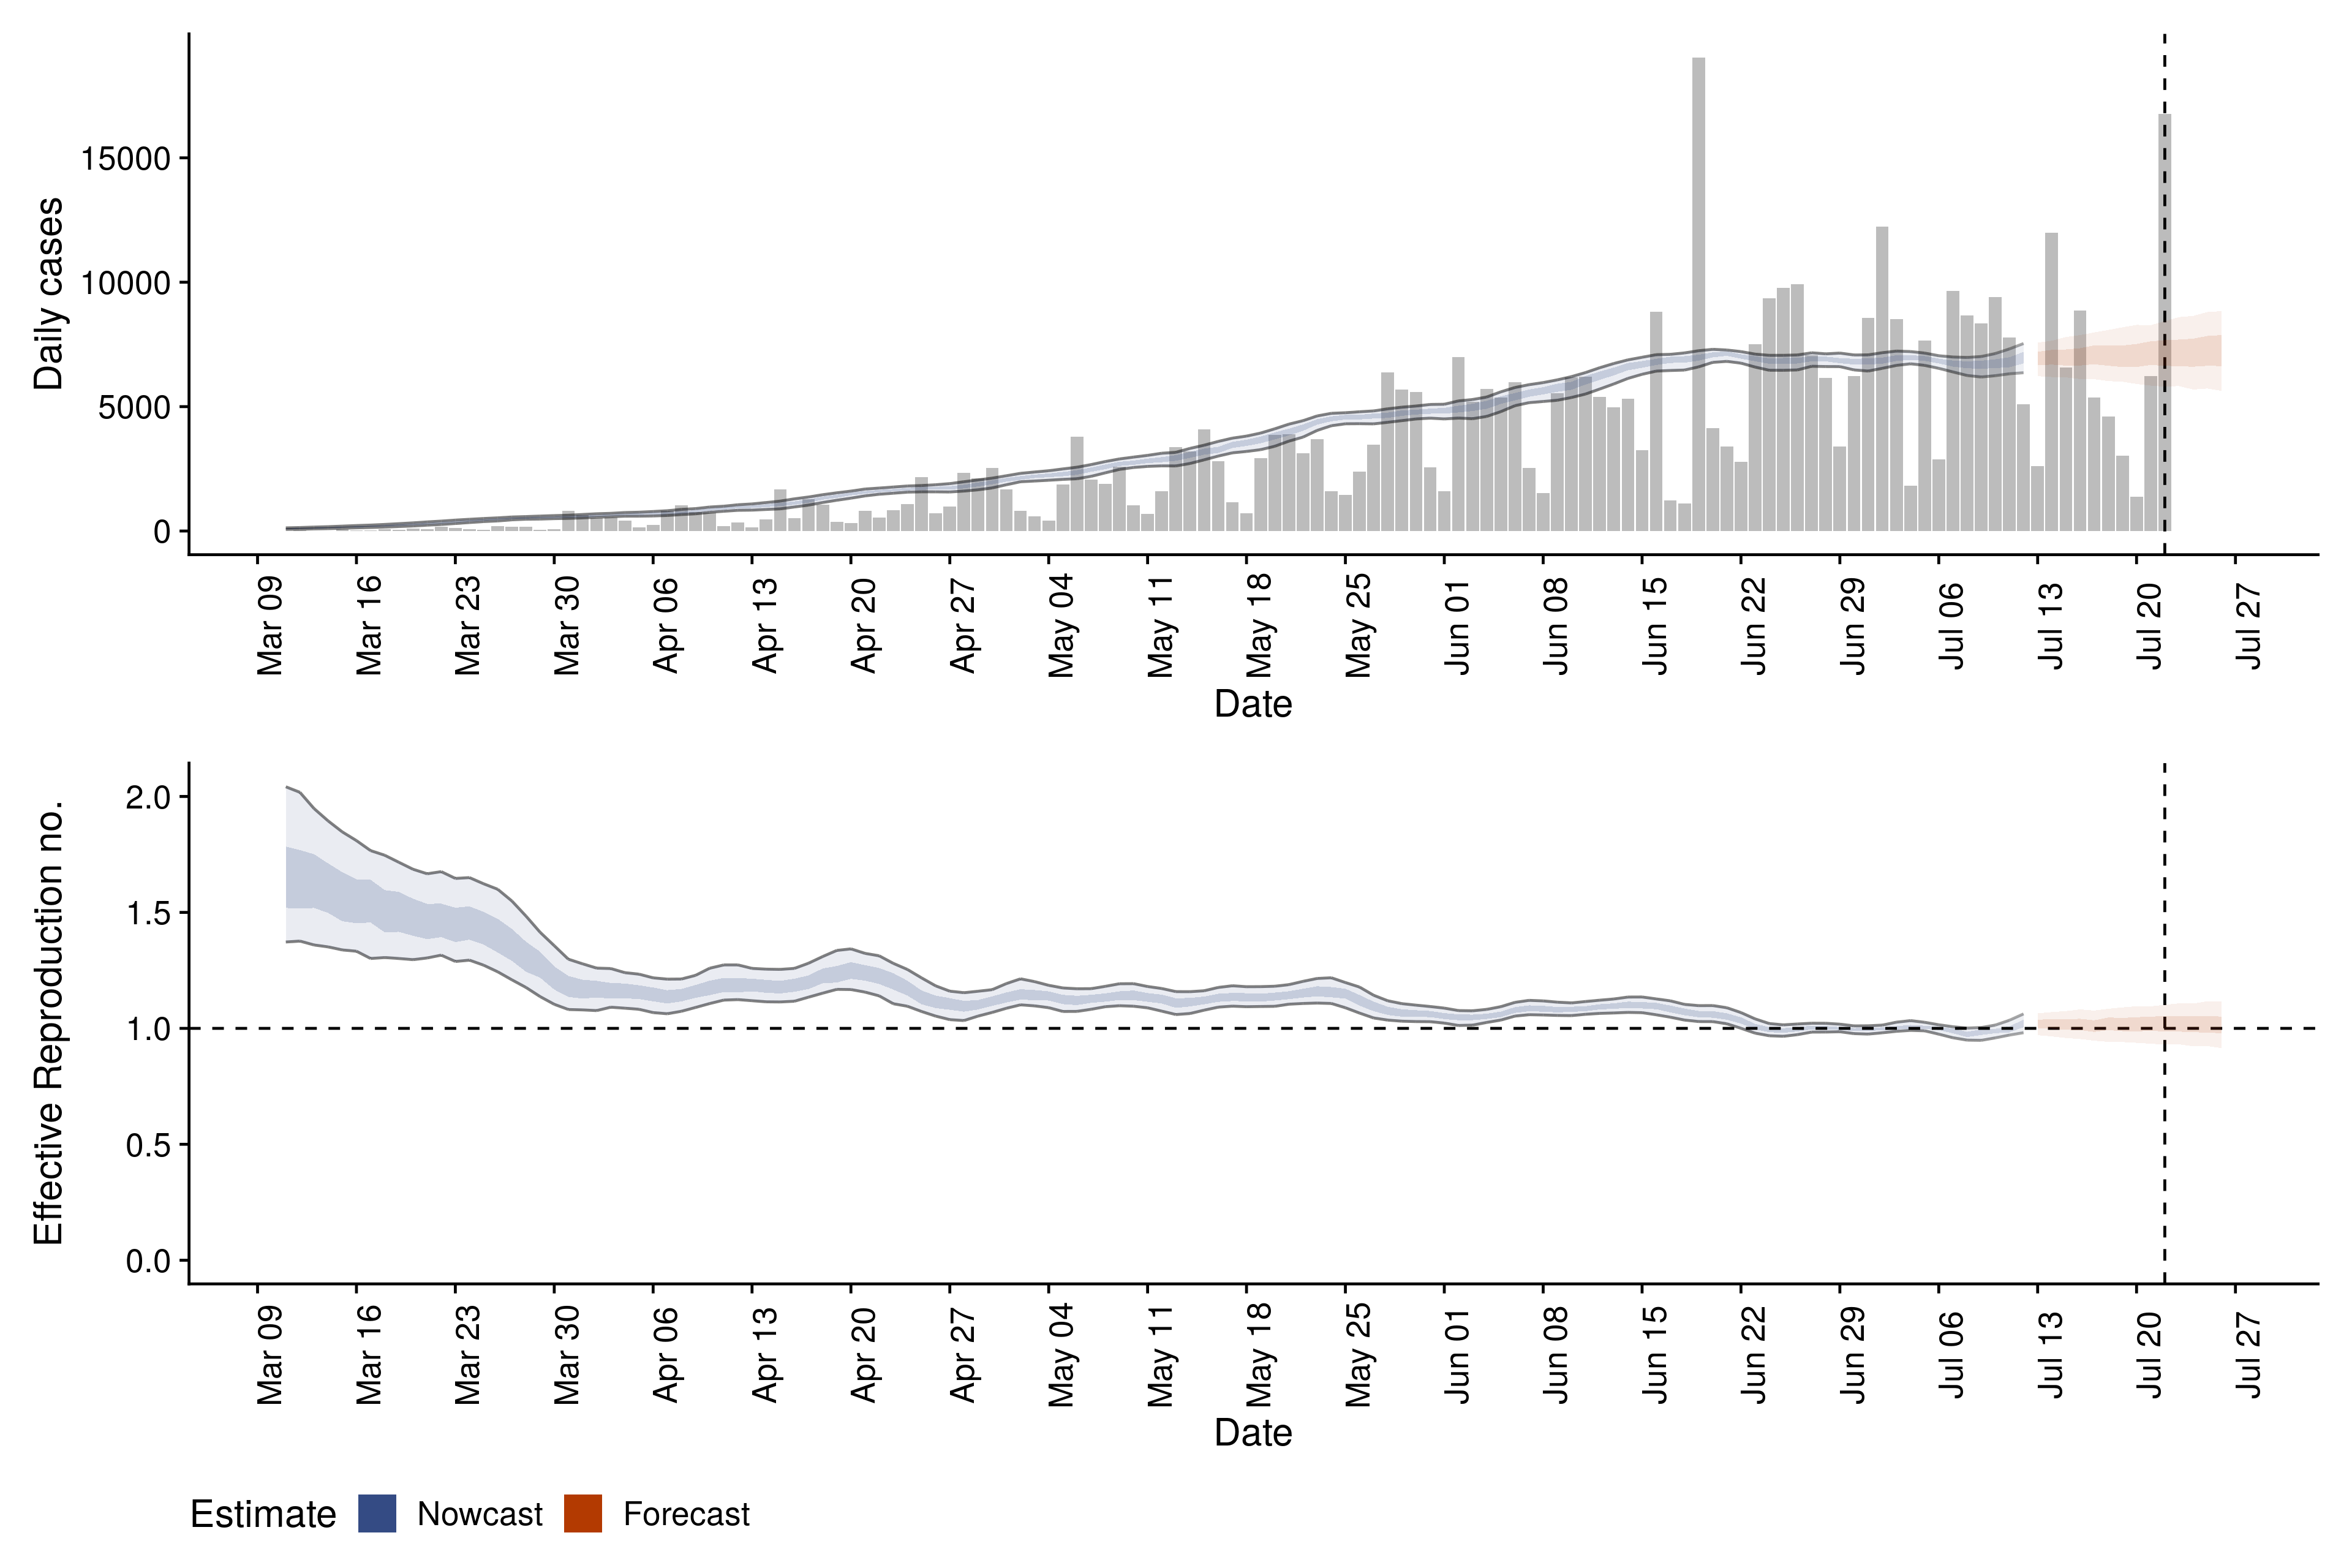 Daily cases
15000
10000
5000
0
Mar 09
Mar 16
Mar 23
Mar 30
Apr 06
Apr 13
Apr 20
Apr 27
May 04
May 11
May 18
May 25
Jun 01
Jun 08
Jun 15
Jun 22
Jun 29
Jul 06
Jul 13
Jul 20
Jul 27
Date
Effective Reproduction no.
2.0
1.5
1.0
0.5
0.0
Mar 09
Mar 16
Mar 23
Mar 30
Apr 06
Apr 13
Apr 20
Apr 27
May 04
May 11
May 18
May 25
Jun 01
Jun 08
Jun 15
Jun 22
Jun 29
Jul 06
Jul 13
Jul 20
Jul 27
Date
Estimate Nowcast Forecast